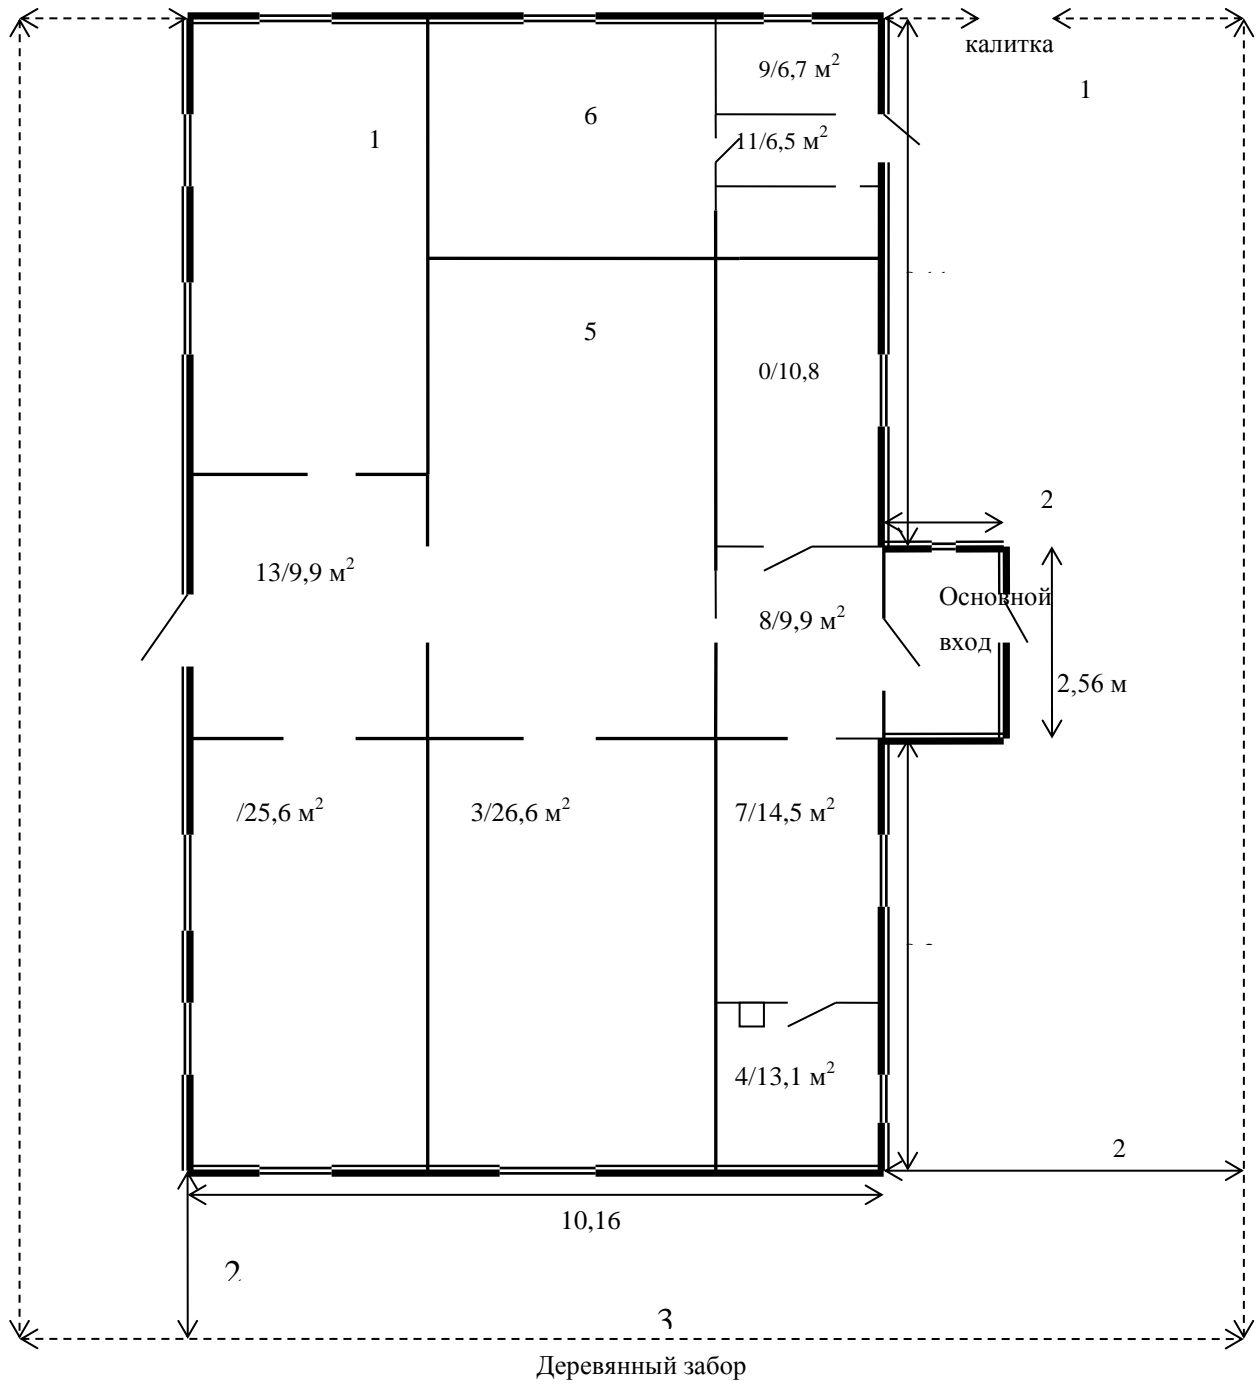 калитка
9/6,7 м²
1
6
1
11/6,5 м²
5
0/10,8
2
13/9,9 м²
Основной
8/9,9 м²
вход
2,56 м
/25,6 м²
3/26,6 м²
7/14,5 м²
4/13,1 м²
2
10,16
2
3
Деревянный забор